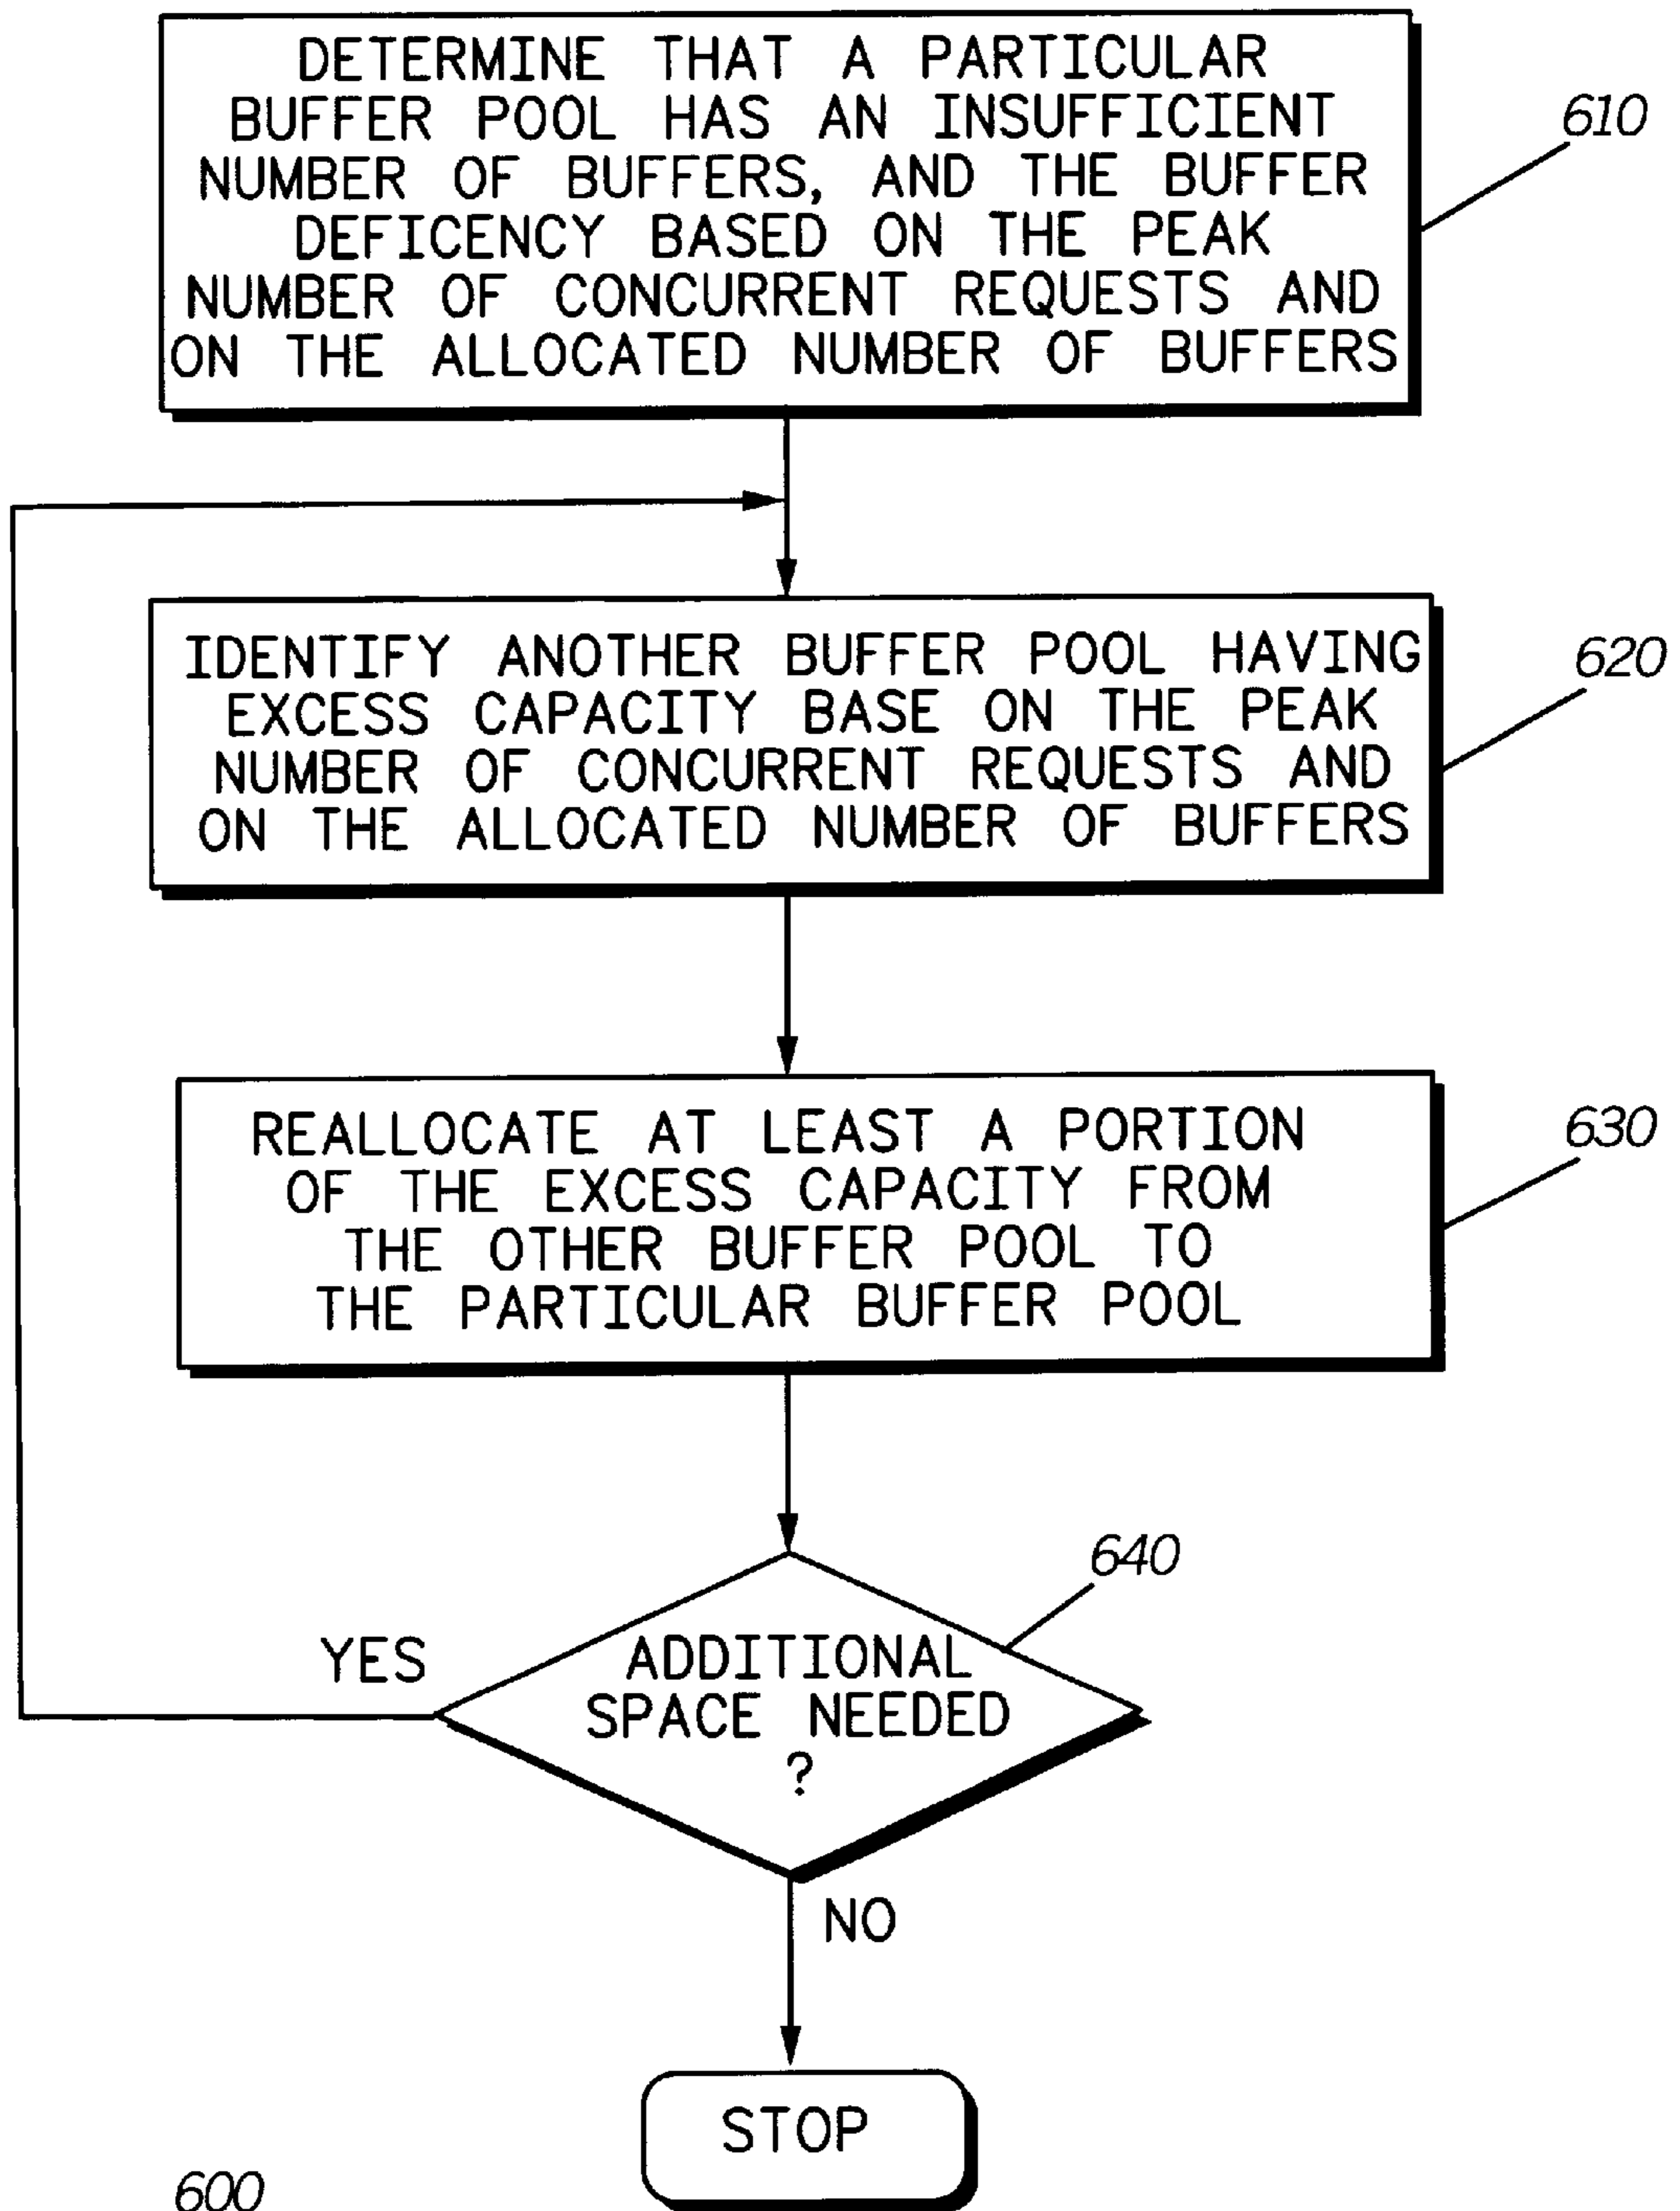 DETERMINE THAT A PARTICULAR
BUFFER POOL HAS AN INSUFFICIENT
NUMBER OF BUFFERS, AND THE BUFFER
DEFICENCY BASED ON THE PEAK
NUMBER OF CONCURRENT REQUESTS AND
ON THE ALLOCATED NUMBER OF BUFFERS
610
IDENTIFY ANOTHER BUFFER POOL HAVING
EXCESS CAPACITY BASE ON THE PEAK
NUMBER OF CONCURRENT REQUESTS AND
ON THE ALLOCATED NUMBER OF BUFFERS
620
REALLOCATE AT LEAST A PORTION
OF THE EXCESS CAPACITY FROM
THE OTHER BUFFER POOL TO
THE PARTICULAR BUFFER POOL
630
640
YES
ADDITIONAL
SPACE NEEDED
?
NO
STOP
600